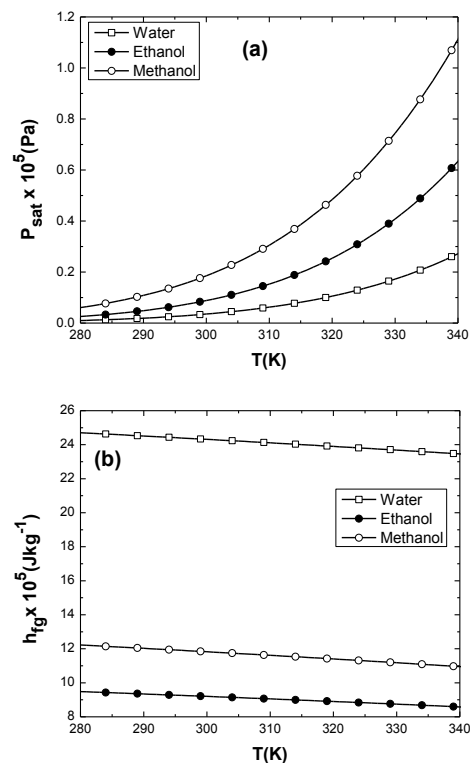 1.2
1.0
0.8
0.6
0.4
0.2
0.0
P_sat x 10^5(Pa)
Water
Ethanol
Methanol
(a)
280 290 300 310 320 330 340
T(K)
26
24
22
20
18
16
14
12
10
8
h_fg x 10^5(Jkg^-1)
(b)
Water
Ethanol
Methanol
280 290 300 310 320 330 340
T(K)